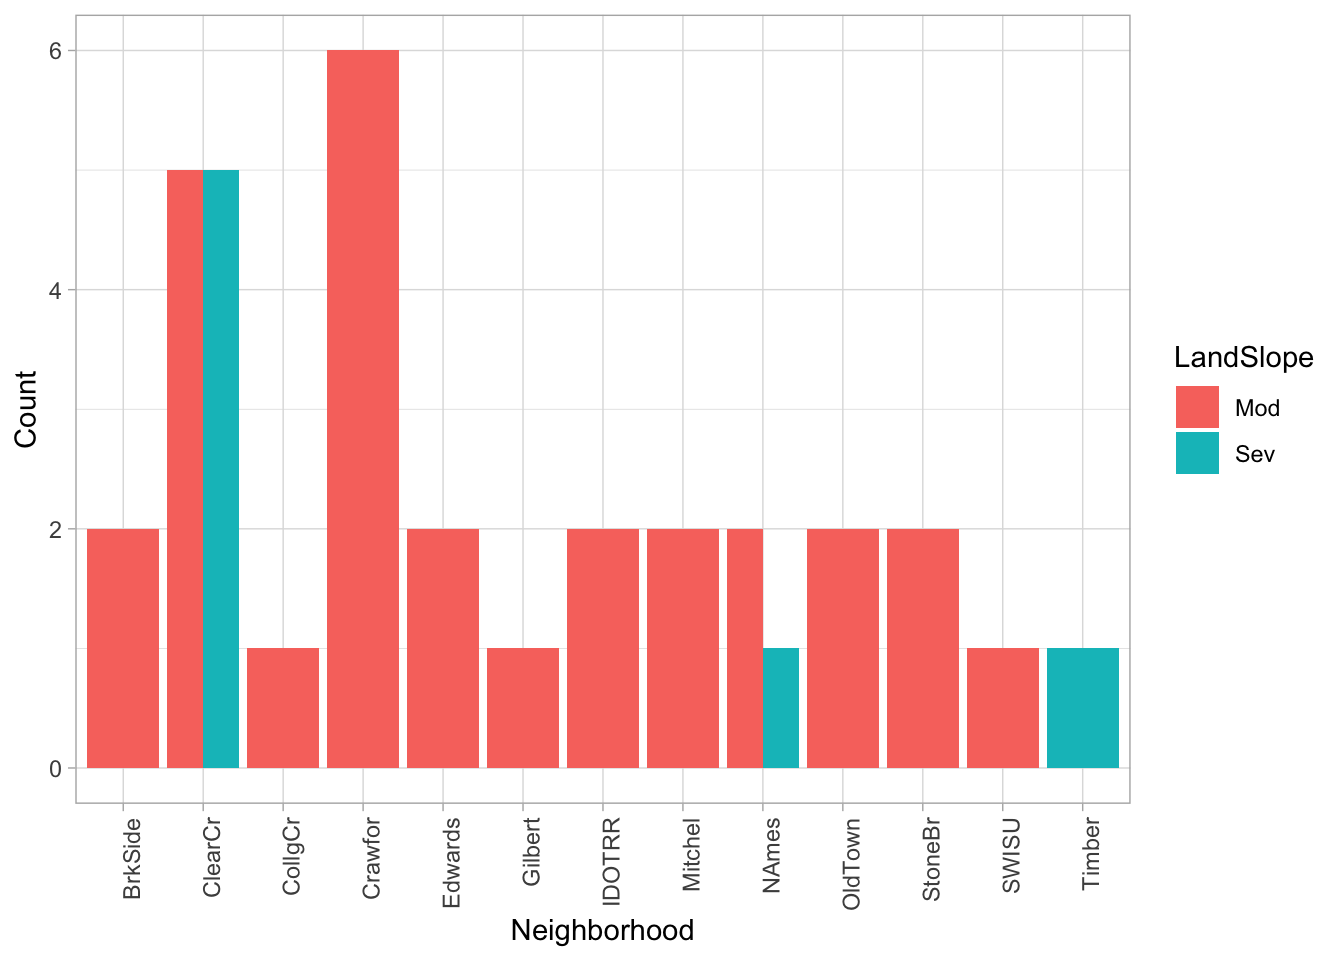 6
4
2
0
Count
BrkSide
ClearCr
CollgCr
Crawfor
Edwards
Gilbert
IDOTRR
Mitchel
NAmes
OldTown
StoneBr
SWISU
Timber
Neighborhood
LandSlope
Mod
Sev